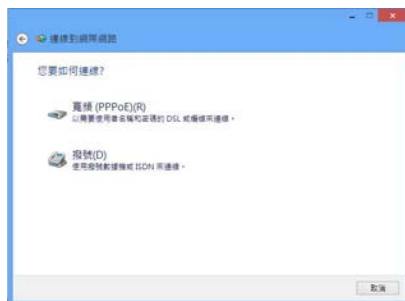 連線到網際網路
您要如何連線?
寬頻 (PPPoE)(R)
以需要使用者名稱和密碼的 DSL 或纜線來連線。
撥號(D)
使用撥號數據機或 ISDN 來連線。
取消